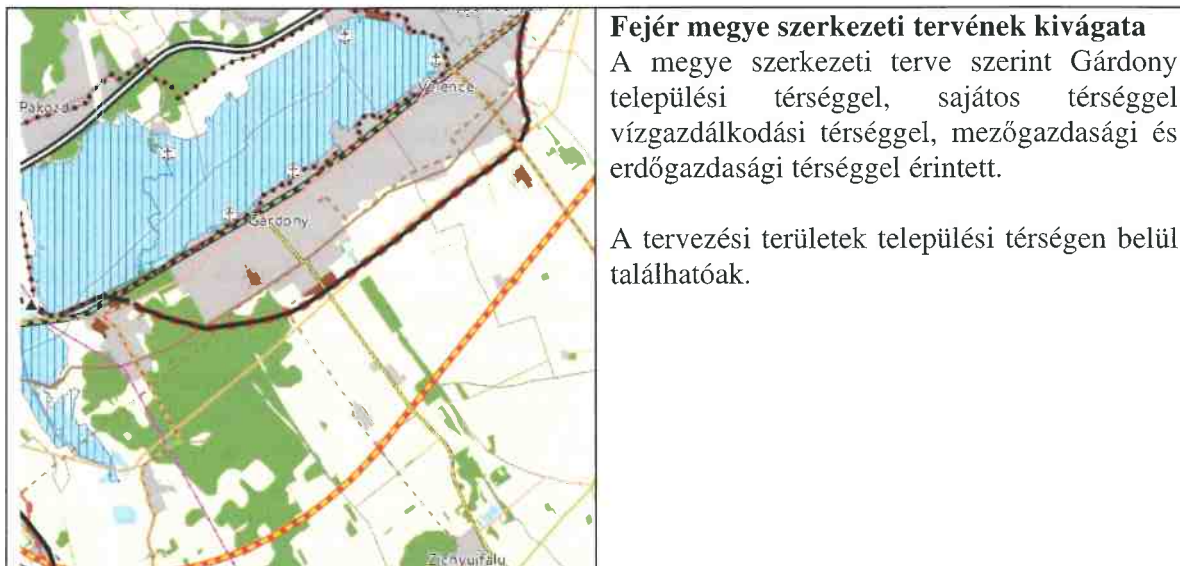 Fejér megye szerkezeti tervének kivágata
A megye szerkezeti terve szerint Gárdony
települési térséggel, sajátos térséggel
vízgazdálkodási térséggel, mezőgazdasági és
erdőgazdasági térséggel érintett.
A tervezési területek települési térségen belül
találhatóak.
Pákozd
Velence
Gárdony
Zichyújfalu